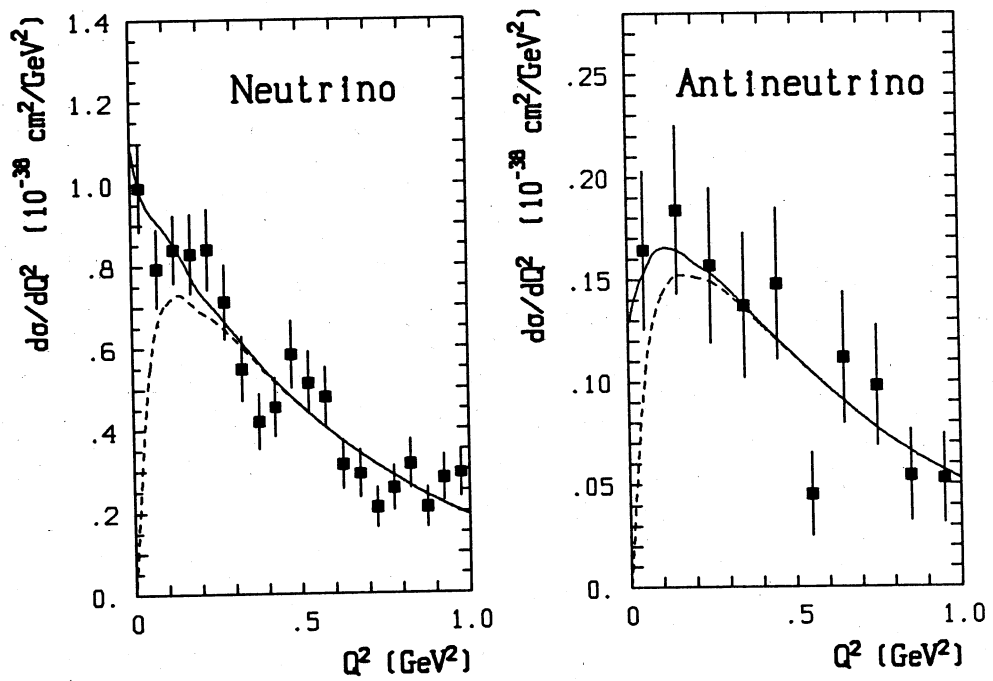 Neutrino
dσ/dQ² (10⁻³⁸ cm²/GeV²)
1.4
1.2
1.0
.8
.6
.4
.2
0.
0 .5 1.0
Q² (GeV²)
Antineutrino
dσ/dQ² (10⁻³⁸ cm²/GeV²)
.25
.20
.15
.10
.05
0.
0 .5 1.0
Q² (GeV²)